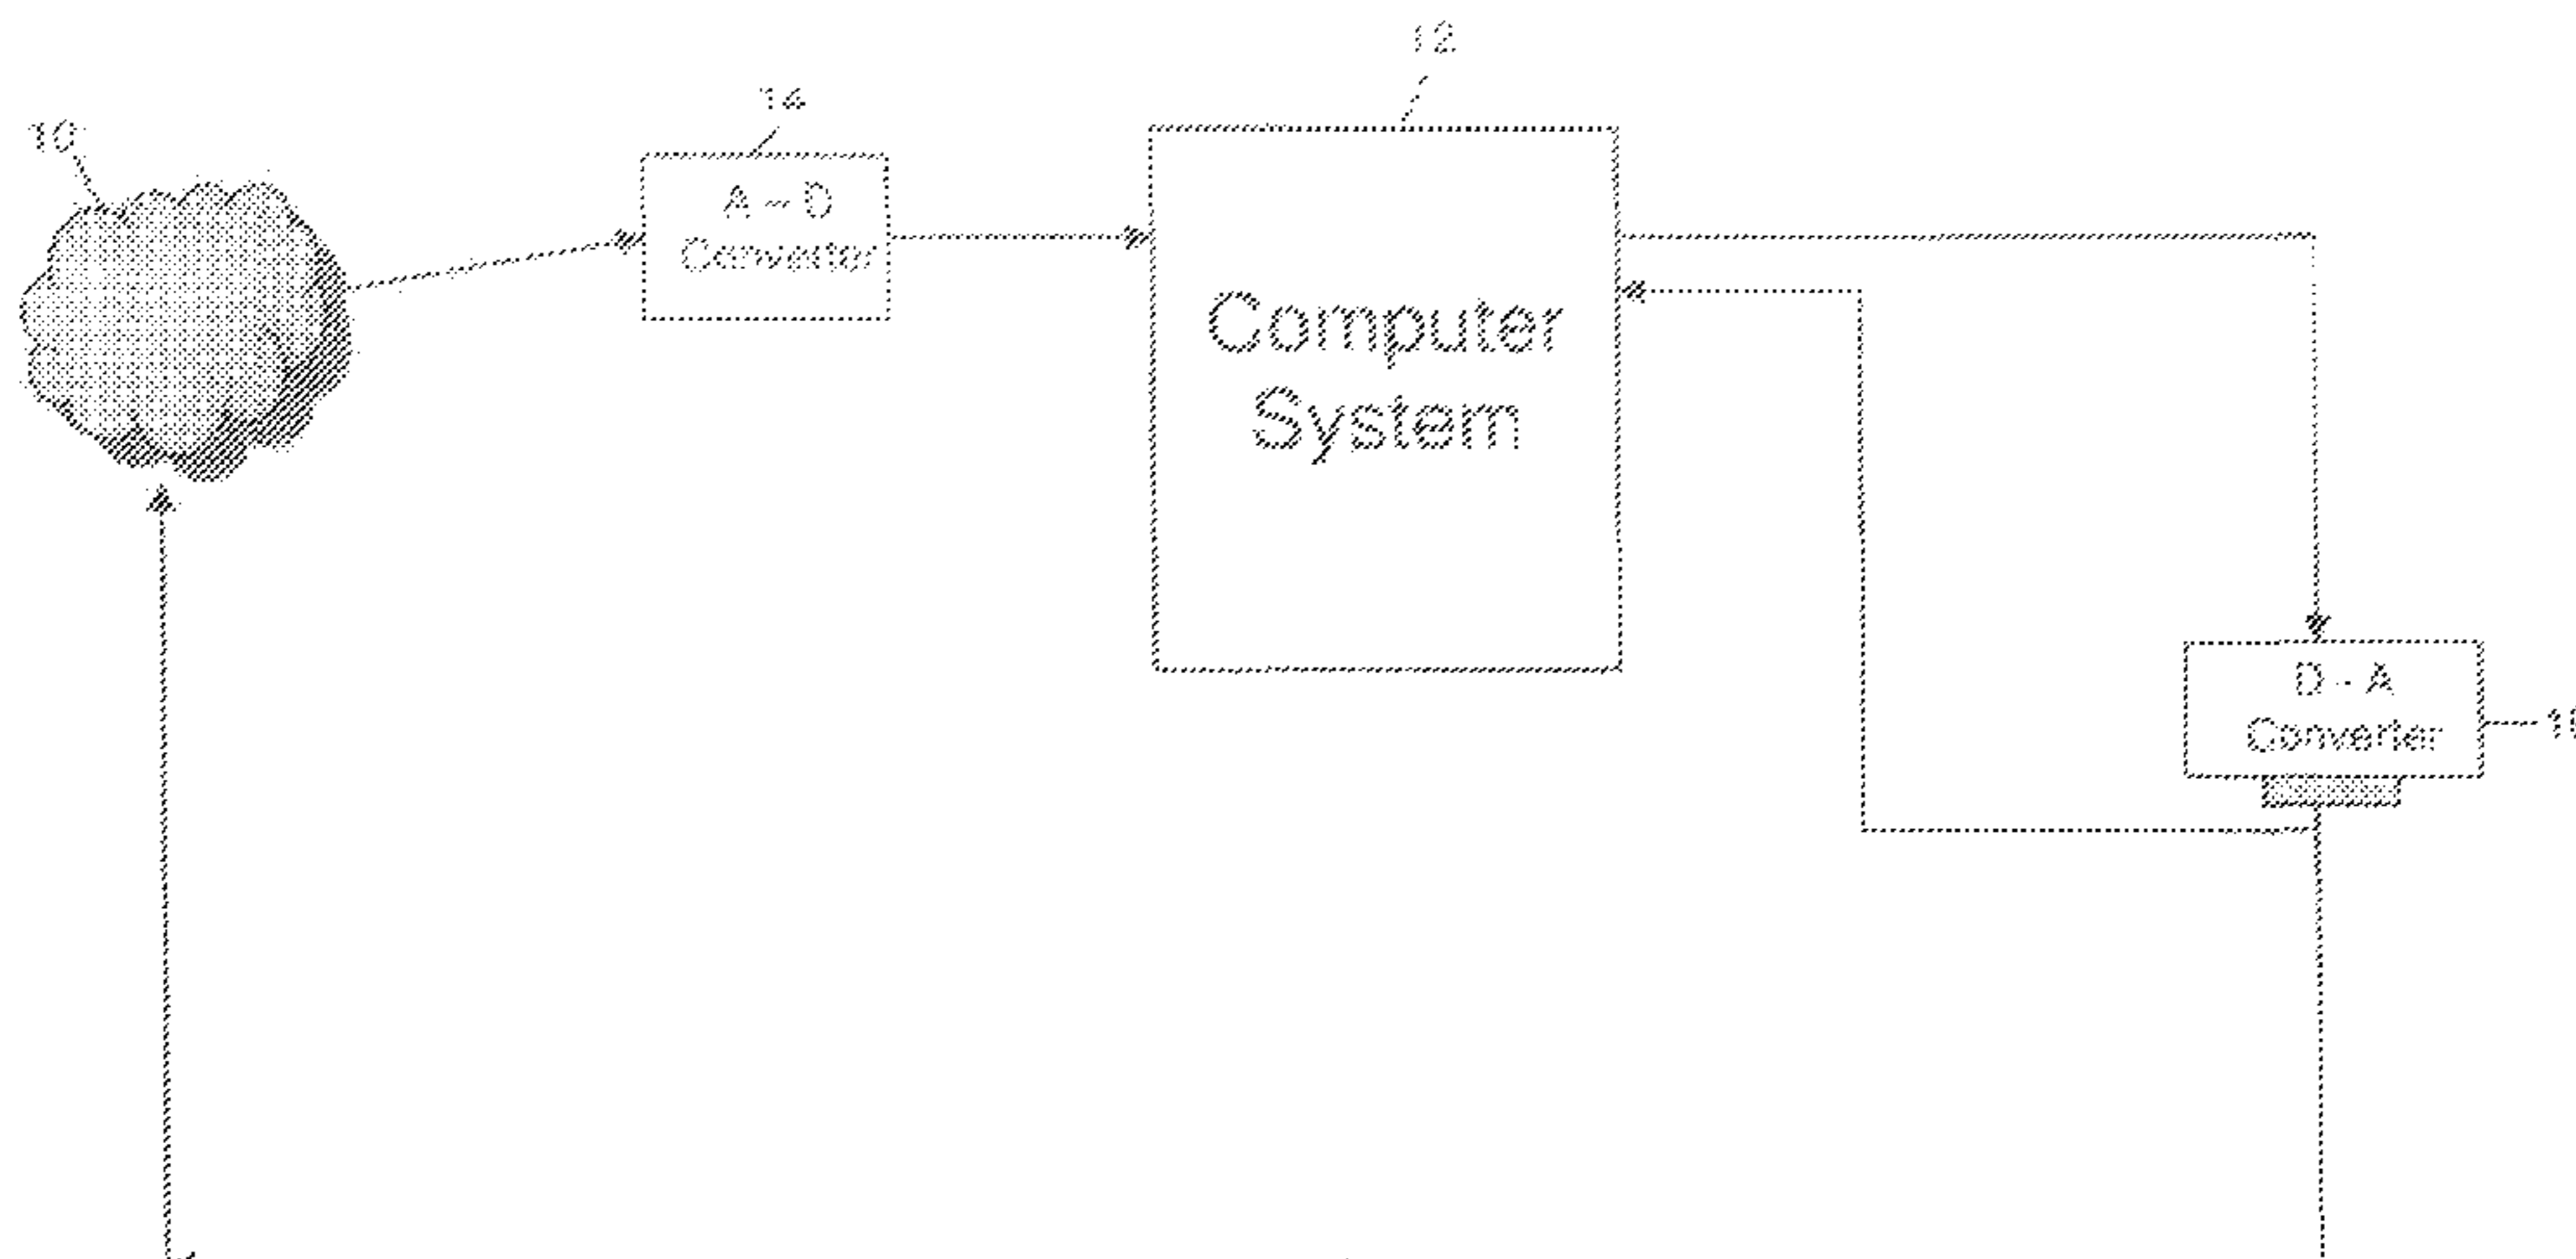 12
14
10
A – D
Converter
Computer
System
D - A
Converter